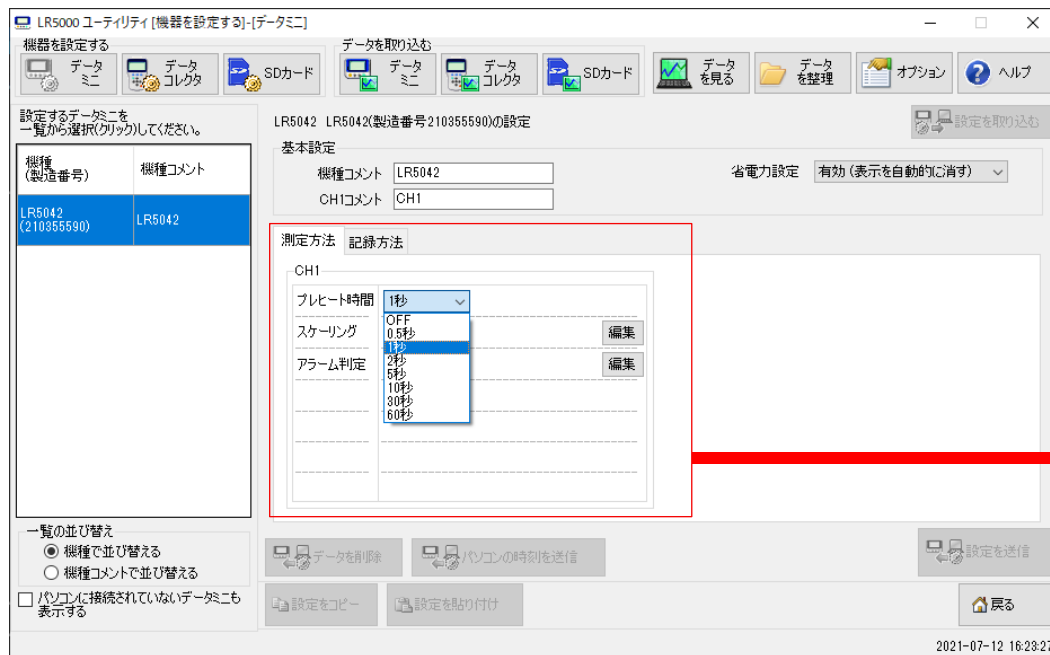 LR5000 ユーティリティ [機器を設定する]-[データミニ]
機器を設定する
データを取り込む
データ
ミニ
データ
コレクタ
SDカード
データ
ミニ
データ
コレクタ
SDカード
データ
を見る
データ
を整理
オプション
ヘルプ
設定するデータミニを
一覧から選択(クリック)してください。
機種
(製造番号)
機種コメント
LR5042
(210355590)
LR5042
一覧の並び替え
機種で並び替える
機種コメントで並び替える
パソコンに接続されていないデータミニも
表示する
LR5042 LR5042(製造番号210355590)の設定
設定を取り込む
基本設定
機種コメント LR5042
CH1コメント CH1
省電力設定 有効 (表示を自動的に消す)
測定方法 記録方法
CH1
プレヒート時間 1秒
OFF
0.5秒
1秒
2秒
5秒
10秒
30秒
60秒
スケーリング 編集
アラーム判定 編集
データを削除
パソコンの時刻を送信
設定を送信
設定をコピー
設定を貼り付け
戻る
2021-07-12 16:23:27